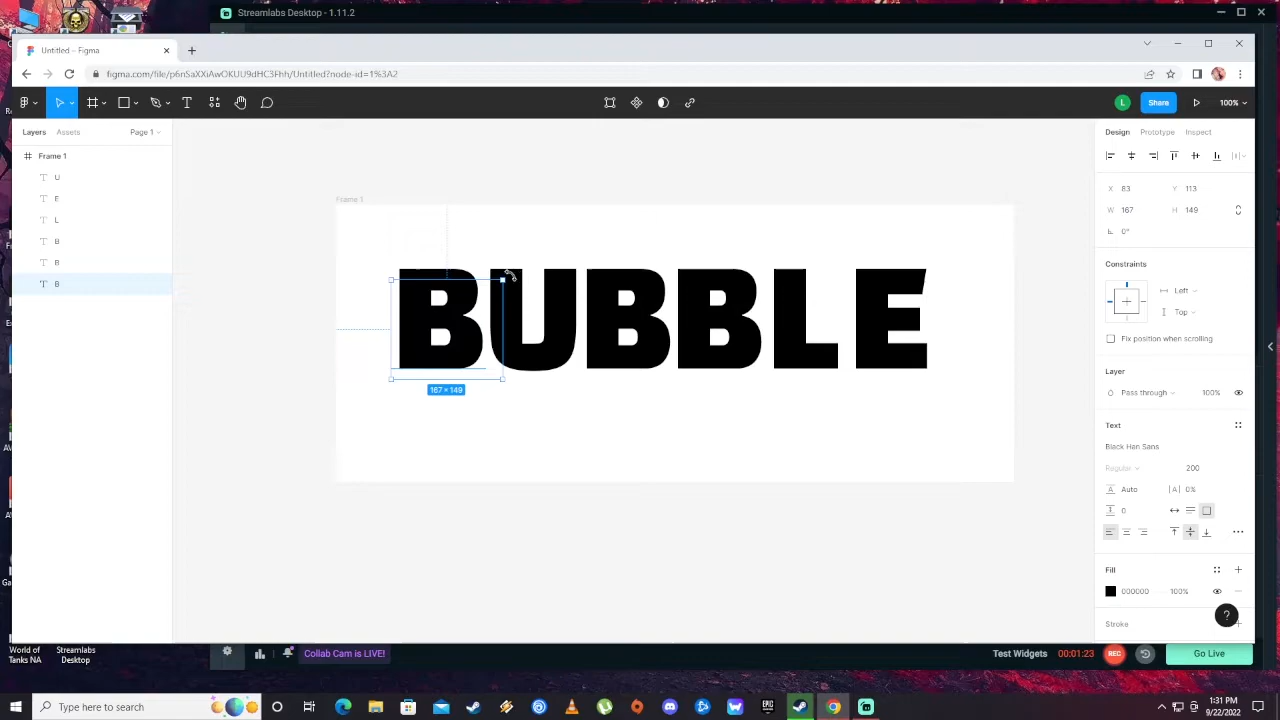 Streamlabs Desktop - 1.11.2
Untitled – Figma
figma.com/file/p6nSaXXiAwOKUU9dHC3Fhh/Untitled?node-id=1%3A2
L
Share
100%
Layers
Assets
Page 1
Design
Prototype
Inspect
Frame 1
U
E
L
B
B
B
Frame 1
BUBBLE
167 × 149
X 83
Y 113
W 167
H 149
0°
Constraints
Left
Top
Fix position when scrolling
Layer
Pass through
100%
Text
Black Han Sans
Regular
200
A Auto
|A| 0%
0
Fill
000000
100%
Stroke
?
World of
Tanks NA
Streamlabs
Desktop
Collab Cam is LIVE!
Test Widgets
00:01:23
REC
Go Live
Type here to search
1:31 PM
9/22/2022